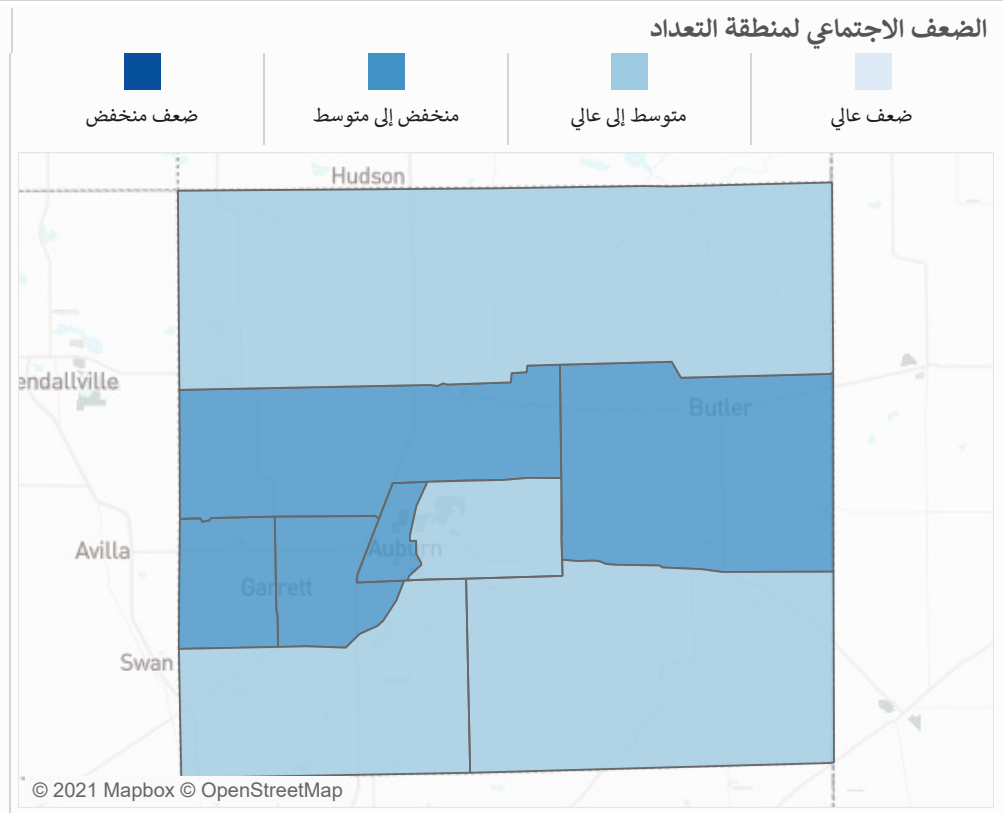 الضعف الاجتماعي لمنطقة التعداد
ضعف عالي
متوسط إلى عالي
منخفض إلى متوسط
ضعف منخفض
Hudson
endallville
Butler
Avilla
Auburn
Garrett
Swan
© 2021 Mapbox © OpenStreetMap